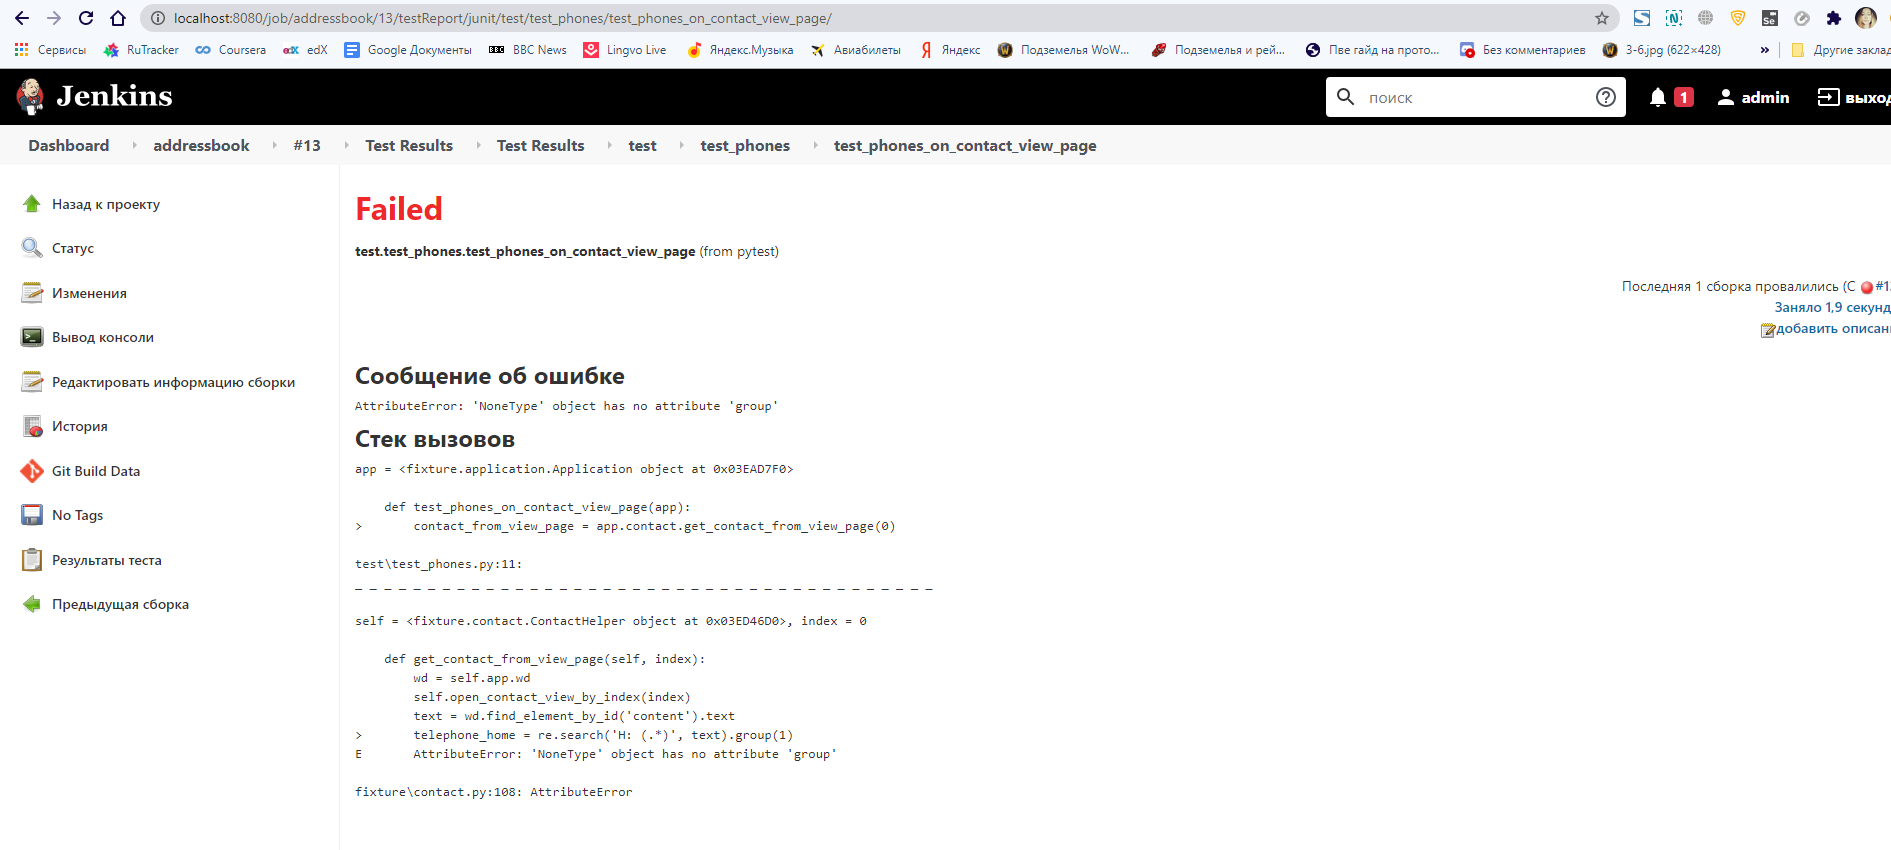 localhost:8080/job/addressbook/13/testReport/junit/test/test_phones/test_phones_on_contact_view_page/
Сервисы RuTracker Coursera edX Google Документы BBC News Lingvo Live Яндекс.Музыка Авиабилеты Яндекс Подземелья WoW... Подземелья и рей... Пве гайд на прото... Без комментариев 3-6.jpg (622×428) » Другие заклад
Jenkins поиск 1 admin выход
Dashboard addressbook #13 Test Results Test Results test test_phones test_phones_on_contact_view_page
Назад к проекту
Статус
Изменения
Вывод консоли
Редактировать информацию сборки
История
Git Build Data
No Tags
Результаты теста
Предыдущая сборка
Failed
test.test_phones.test_phones_on_contact_view_page (from pytest)
Последняя 1 сборка провалились (С #1
Заняло 1,9 секунд
добавить описан
Сообщение об ошибке
AttributeError: 'NoneType' object has no attribute 'group'
Стек вызовов
app = <fixture.application.Application object at 0x03EAD7F0>
def test_phones_on_contact_view_page(app):
> contact_from_view_page = app.contact.get_contact_from_view_page(0)
test\test_phones.py:11:
_ _ _ _ _ _ _ _ _ _ _ _ _ _ _ _ _ _ _ _ _ _ _ _ _ _ _ _ _ _ _ _ _ _ _ _ _ _ _ _
self = <fixture.contact.ContactHelper object at 0x03ED46D0>, index = 0
def get_contact_from_view_page(self, index):
wd = self.app.wd
self.open_contact_view_by_index(index)
text = wd.find_element_by_id('content').text
> telephone_home = re.search('H: (.*)', text).group(1)
E AttributeError: 'NoneType' object has no attribute 'group'
fixture\contact.py:108: AttributeError